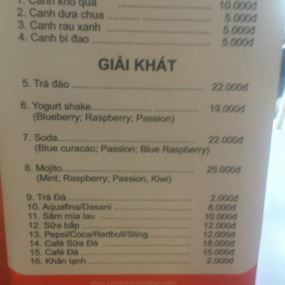 1. Canh khổ qua ........ 10.000đ
2. Canh dưa chua ........ 5.000đ
3. Canh rau xanh ........ 5.000đ
4. Canh bí đao ........ 5.000đ
GIẢI KHÁT
5. Trà đào ........ 22.000đ
6. Yogurt shake........ 19.000đ
(Blueberry; Raspberry; Passion)
7. Soda........ 22.000đ
(Blue curacao; Passion; Blue Raspberry)
8. Mojito........ 25.000đ
(Mint; Raspberry; Passion, Kiwi)
9. Trà Đá........ 2.000đ
10. Aquafina/Dasani ........ 8.000đ
11. Sâm mía lau ........ 10.000đ
12. Sữa bắp ........ 12.000đ
13. Pepsi/Coca/Redbull/Sting........ 12.000đ
14. Café Sữa Đá ........ 18.000đ
15. Café Đá ........ 15.000đ
16. Khăn lạnh ........ 2.000đ